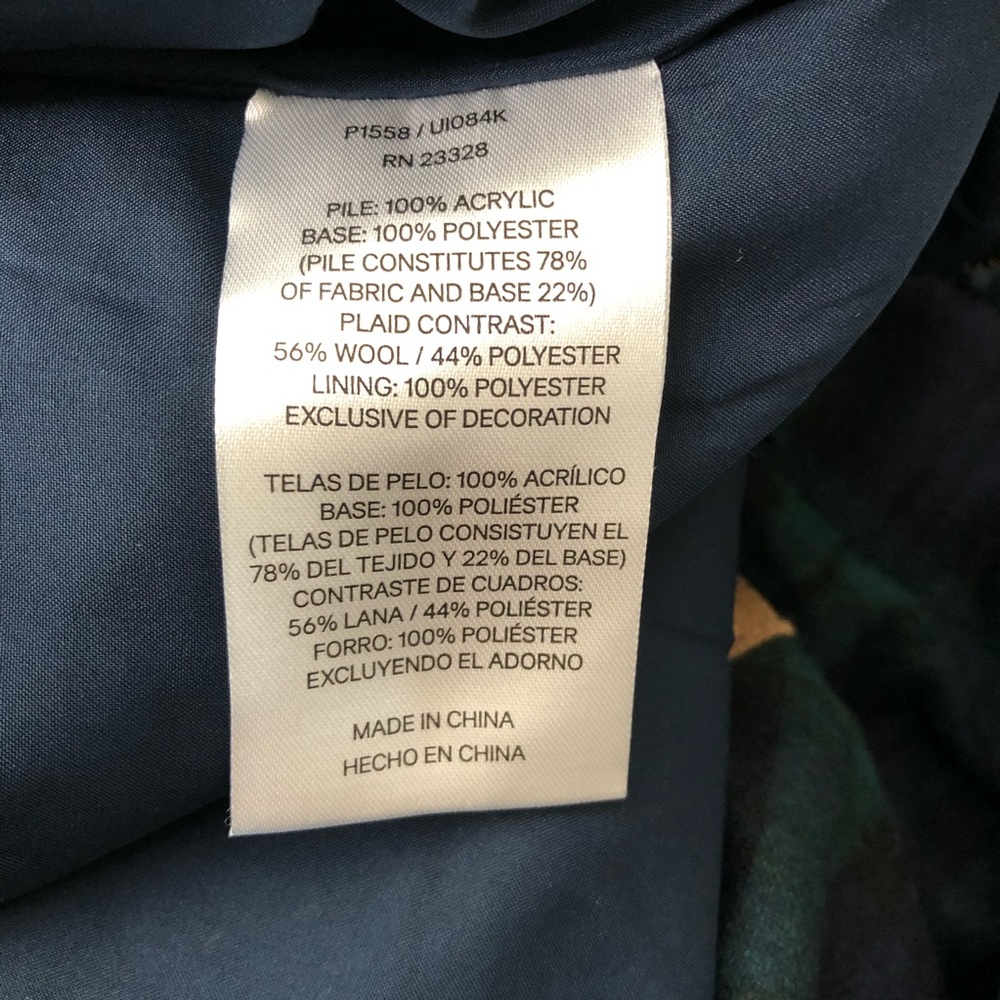 P1558 / UI084K
RN 23328
PILE: 100% ACRYLIC
BASE: 100% POLYESTER
(PILE CONSTITUTES 78%
OF FABRIC AND BASE 22%)
PLAID CONTRAST:
56% WOOL / 44% POLYESTER
LINING: 100% POLYESTER
EXCLUSIVE OF DECORATION
TELAS DE PELO: 100% ACRÍLICO
BASE: 100% POLIÉSTER
(TELAS DE PELO CONSISTUYEN EL
78% DEL TEJIDO Y 22% DEL BASE)
CONTRASTE DE CUADROS:
56% LANA / 44% POLIÉSTER
FORRO: 100% POLIÉSTER
EXCLUYENDO EL ADORNO
MADE IN CHINA
HECHO EN CHINA